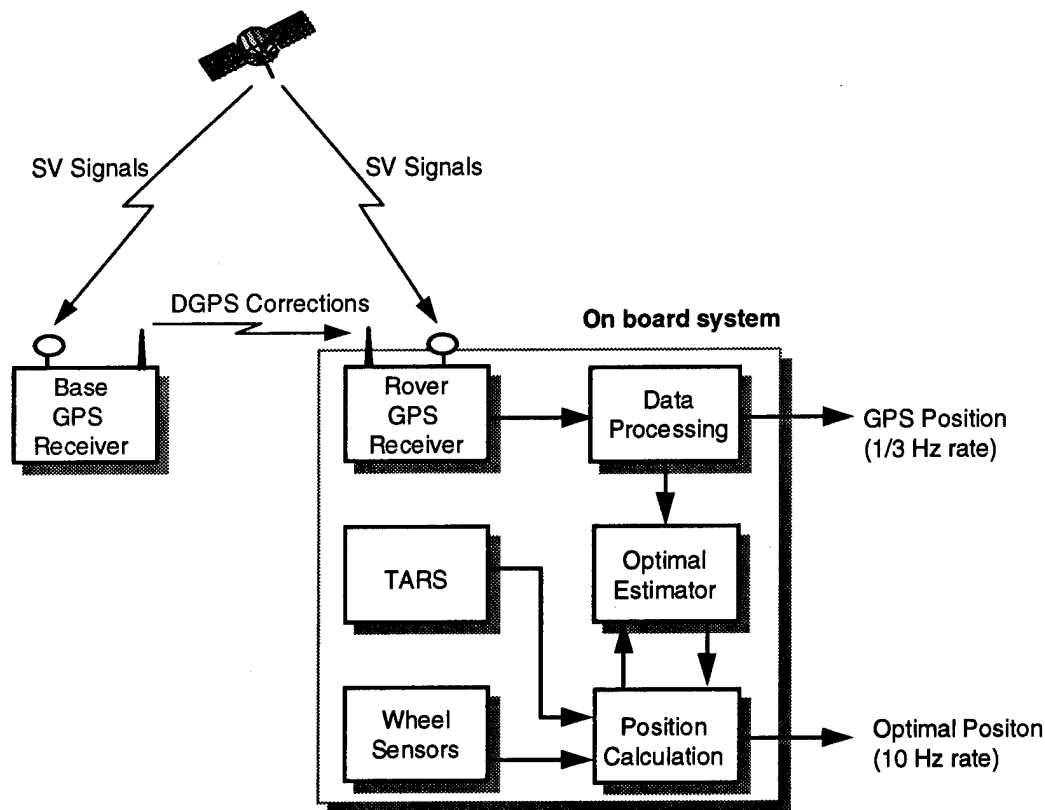 SV Signals
SV Signals
DGPS Corrections
On board system
Base
GPS
Receiver
Rover
GPS
Receiver
Data
Processing
GPS Position
(1/3 Hz rate)
TARS
Optimal
Estimator
Wheel
Sensors
Position
Calculation
Optimal Positon
(10 Hz rate)